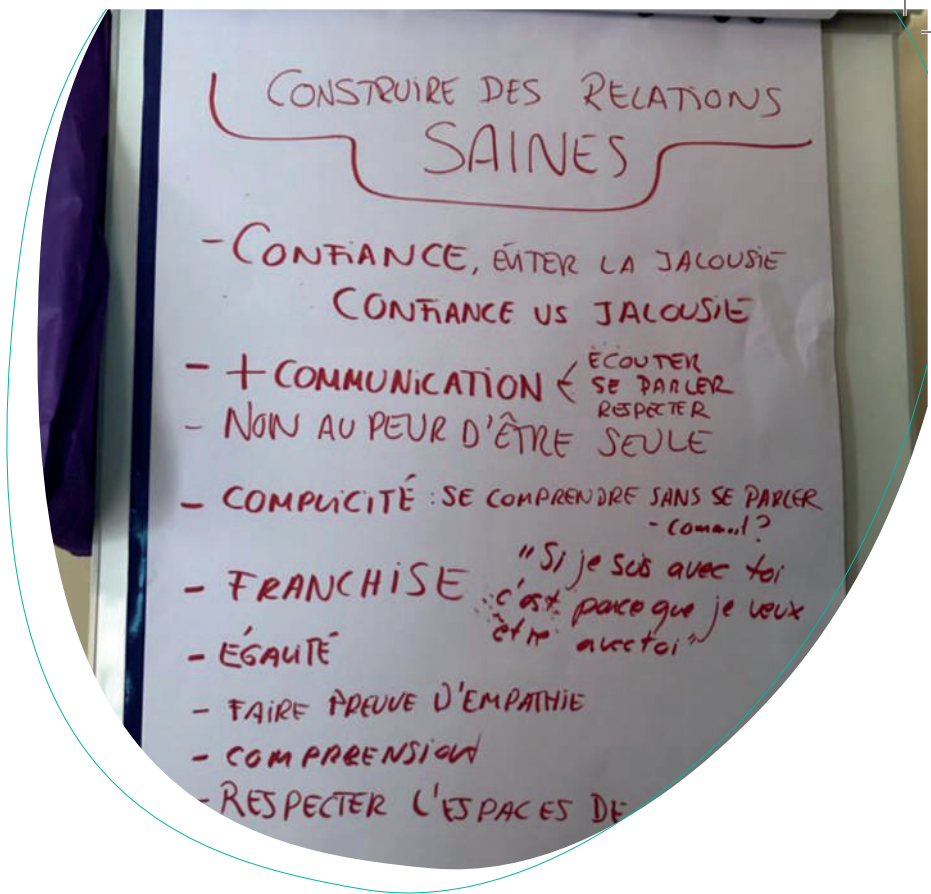 CONSTRUIRE DES RELATIONS
SAINES
- CONFIANCE, ÉVITER LA JALOUSIE
CONFIANCE VS JALOUSIE
- + COMMUNICATION < ÉCOUTER
SE PARLER
RESPECTER
- NON AU PEUR D'ÊTRE SEULE
- COMPLICITÉ : SE COMPRENDRE SANS SE PARLER
- Comment ?
- FRANCHISE : "Si je suis avec toi
c'est parce que je veux
être avec toi"
- ÉGALITÉ
- FAIRE PREUVE D'EMPATHIE
- COMPRENSION
- RESPECTER L'ESPACES DE